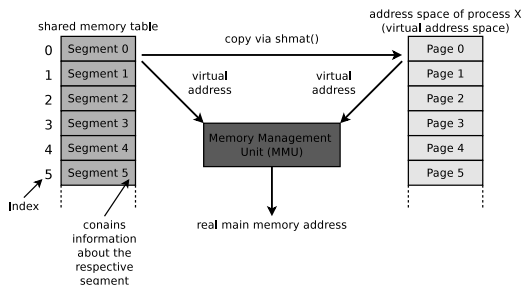 shared memory table
address space of process X
(virtual address space)
0
Segment 0
copy via shmat()
Page 0
1
Segment 1
virtual
address
virtual
address
Page 1
2
Segment 2
Page 2
3
Segment 3
Memory Management
Unit (MMU)
Page 3
4
Segment 4
Page 4
5
Segment 5
Page 5
Index
conains
information
about the
respective
segment
real main memory address